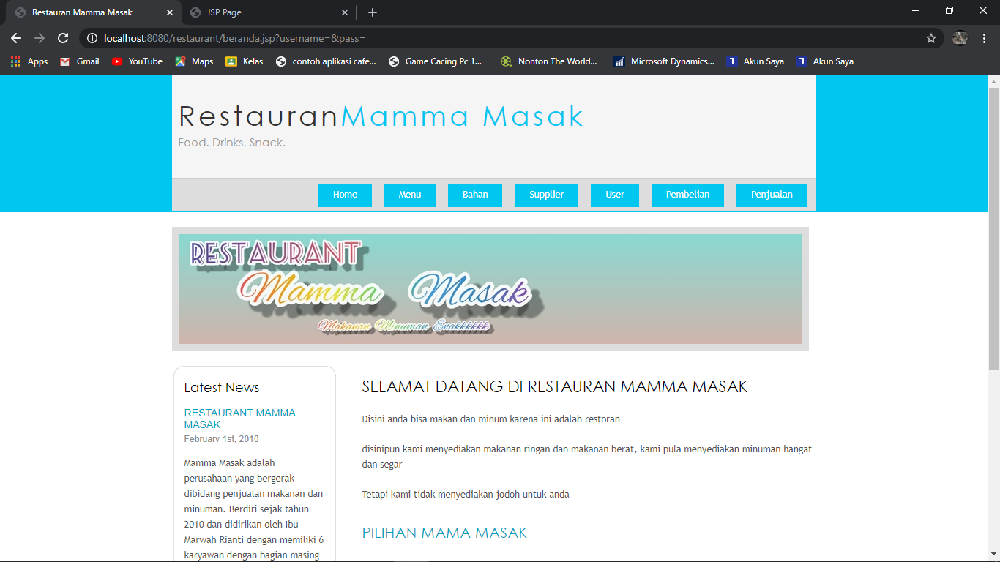 Restauran Mamma Masak
JSP Page
localhost:8080/restaurant/beranda.jsp?username=&pass=
Apps Gmail YouTube Maps Kelas contoh aplikasi cafe... Game Cacing Pc 1... Nonton The World... Microsoft Dynamics... Akun Saya Akun Saya
RestauranMamma Masak
Food. Drinks. Snack.
Home Menu Bahan Supplier User Pembelian Penjualan
RESTAURANT
Mamma Masak
Makanan Minuman Enakkkkkk
Latest News
RESTAURANT MAMMA
MASAK
February 1st, 2010
Mamma Masak adalah
perusahaan yang bergerak
dibidang penjualan makanan dan
minuman. Berdiri sejak tahun
2010 dan didirikan oleh Ibu
Marwah Rianti dengan memiliki 6
karyawan dengan bagian masing
SELAMAT DATANG DI RESTAURAN MAMMA MASAK
Disini anda bisa makan dan minum karena ini adalah restoran
disinipun kami menyediakan makanan ringan dan makanan berat, kami pula menyediakan minuman hangat
dan segar
Tetapi kami tidak menyediakan jodoh untuk anda
PILIHAN MAMA MASAK